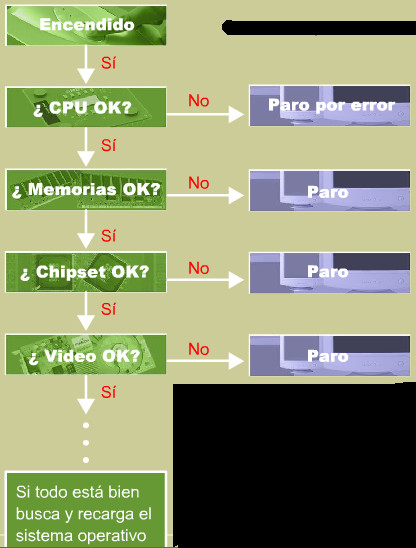 Encendido
Sí
¿ CPU OK?
No
Paro por error
Sí
¿ Memorias OK?
No
Paro
Sí
¿ Chipset OK?
No
Paro
Sí
¿ Video OK?
No
Paro
Sí
Si todo está bien
busca y recarga el
sistema operativo